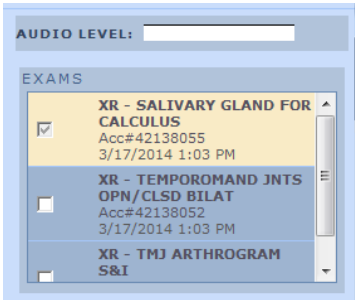 AUDIO LEVEL:
EXAMS
XR - SALIVARY GLAND FOR
CALCULUS
Acc#42138055
3/17/2014 1:03 PM
XR - TEMPOROMAND JNTS
OPN/CLSD BILAT
Acc#42138052
3/17/2014 1:03 PM
XR - TMJ ARTHROGRAM
S&I